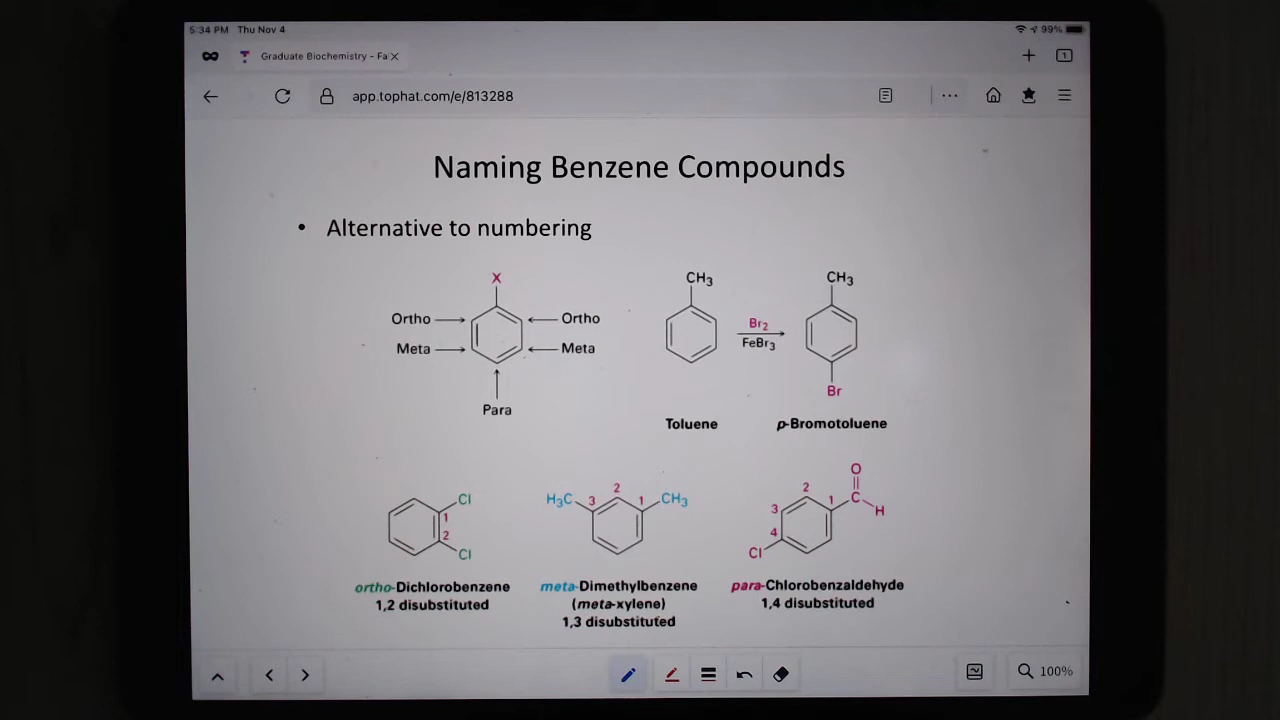 5:34 PM Thu Nov 4
99%
Graduate Biochemistry - Fa
1
app.tophat.com/e/813288
Naming Benzene Compounds
• Alternative to numbering
X
Ortho
Ortho
Meta
Meta
Para
CH3
Br2
FeBr3
CH3
Br
Toluene
p-Bromotoluene
Cl
1
2
Cl
ortho-Dichlorobenzene
1,2 disubstituted
H3C
3
2
1
CH3
meta-Dimethylbenzene
(meta-xylene)
1,3 disubstituted
O
C
H
2
1
3
4
Cl
para-Chlorobenzaldehyde
1,4 disubstituted
100%